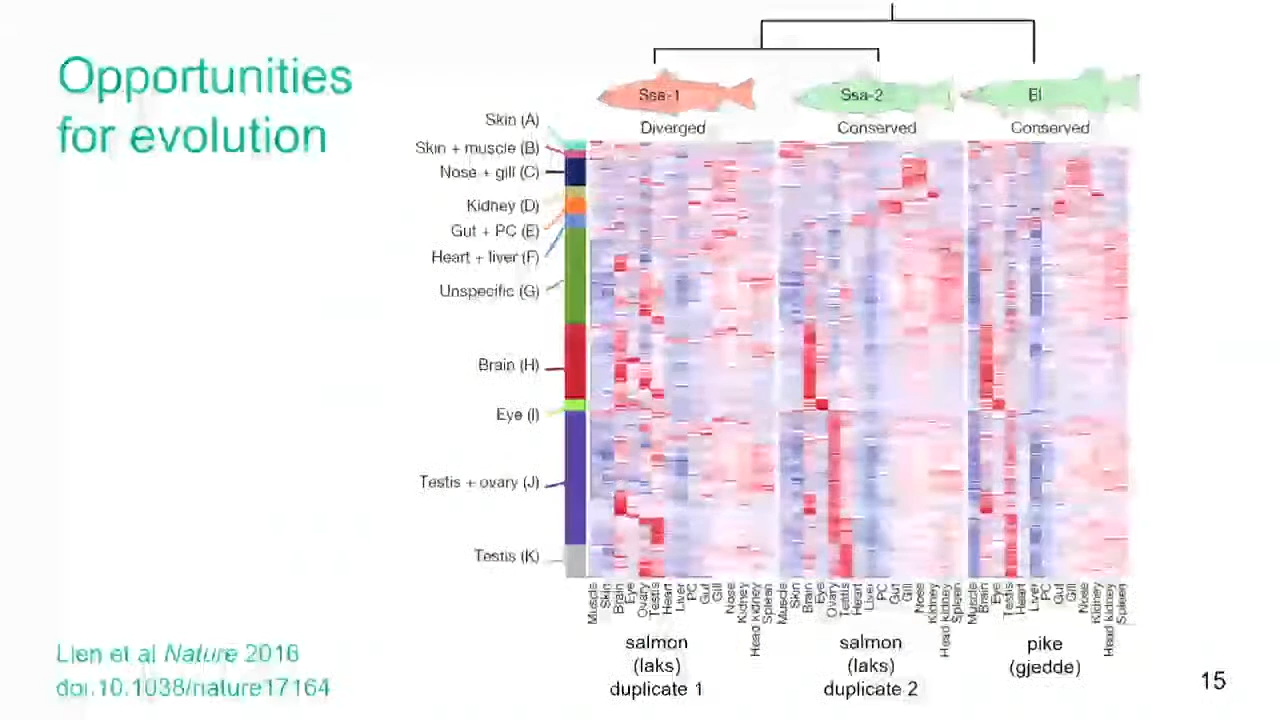 Opportunities
for evolution
Ssa-1
Ssa-2
El
Diverged
Conserved
Conserved
Skin (A)
Skin + muscle (B)
Nose + gill (C)
Kidney (D)
Gut + PC (E)
Heart + liver (F)
Unspecific (G)
Brain (H)
Eye (I)
Testis + ovary (J)
Testis (K)
Muscle
Skin
Brain
Eye
Ovary
Testis
Heart
Liver
PC
Gut
Gill
Nose
Kidney
Head kidney
Spleen
Muscle
Skin
Brain
Eye
Ovary
Testis
Heart
Liver
PC
Gut
Gill
Nose
Kidney
Head kidney
Spleen
Muscle
Brain
Eye
Testis
Heart
Liver
PC
Gut
Gill
Nose
Kidney
Head kidney
Spleen
salmon
(laks)
duplicate 1
salmon
(laks)
duplicate 2
pike
(gjedde)
Lien et al Nature 2016
doi:10.1038/nature17164
15